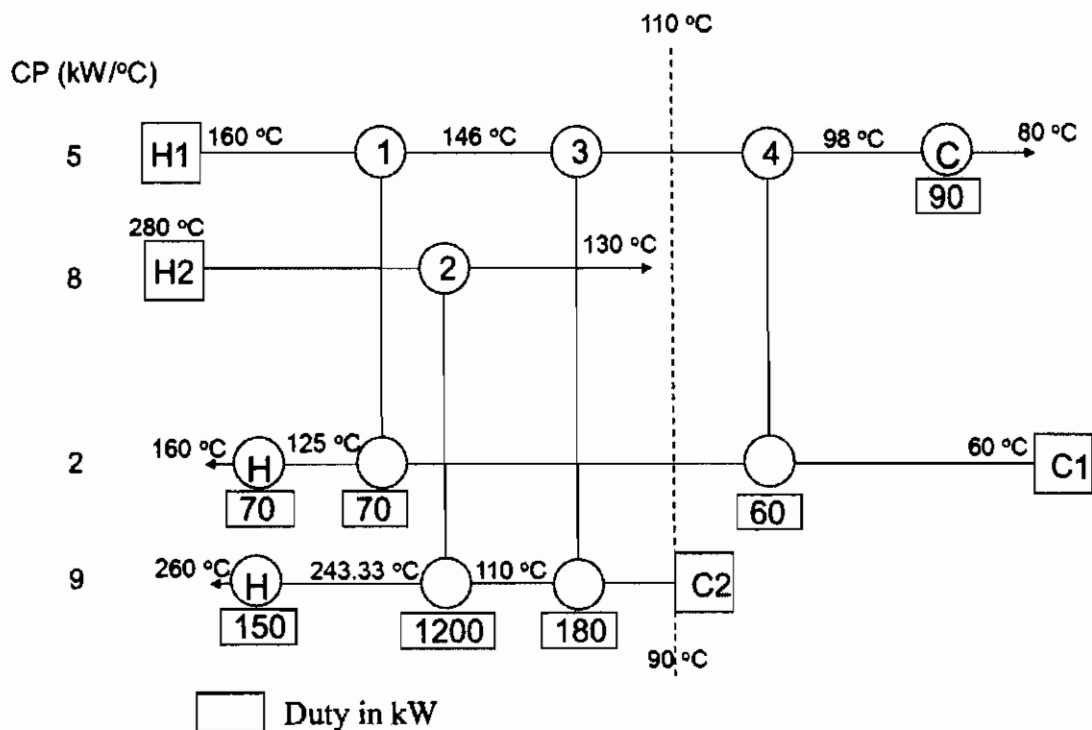 110 °C
CP (kW/°C)
5 H1 160 °C 1 146 °C 3 4 98 °C C 80 °C
90
280 °C
8 H2 2 130 °C
2 160 °C H 125 °C 60 °C C1
70 70 60
9 260 °C H 243.33 °C 110 °C C2
150 1200 180
90 °C
Duty in kW